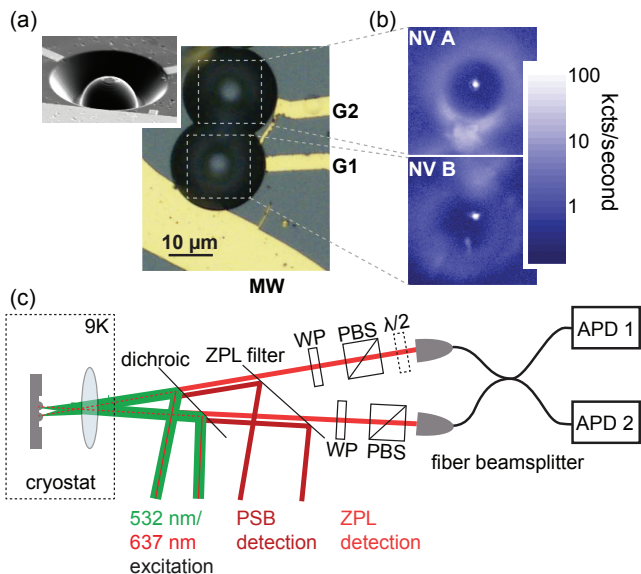 (a)
(b)
NV A
100
G2
10
kcts/second
G1
NV B
1
10 µm
MW
(c)
9K
dichroic
ZPL filter
WP
PBS
λ/2
APD 1
APD 2
WP
PBS
fiber beamsplitter
cryostat
532 nm/
637 nm
excitation
PSB
detection
ZPL
detection